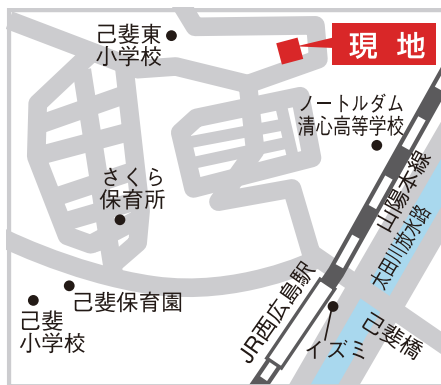 己斐東
小学校
現地
ノートルダム
清心高等学校
山陽本線
太田川放水路
さくら
保育所
己斐保育園
己斐
小学校
JR西広島駅
イズミ
己斐橋